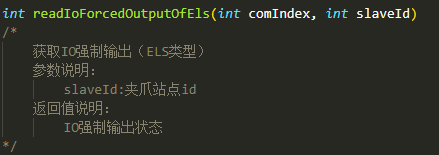 int readIoForcedOutputOfEls(int comIndex, int slaveId)
/*
获取IO强制输出（ELS类型）
参数说明：
slaveId:夹爪站点id
返回值说明：
IO强制输出状态
*/